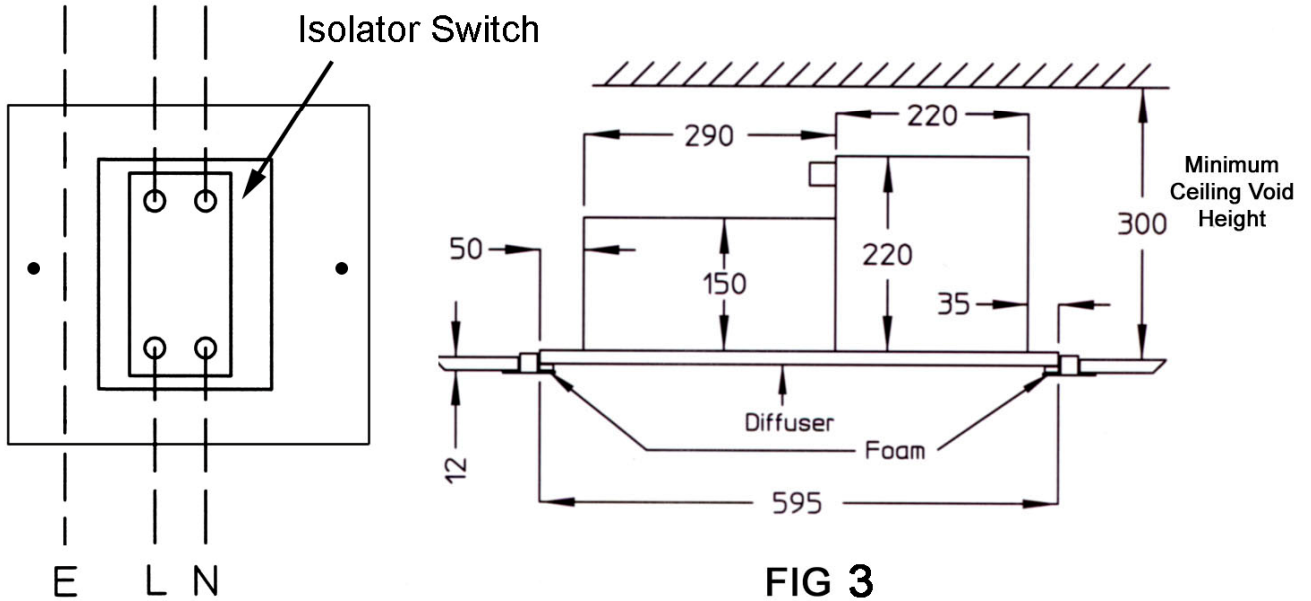 Isolator Switch
E L N
220
290
Minimum
Ceiling Void
Height
300
50
220
150
35
Diffuser
Foam
12
595
FIG 3